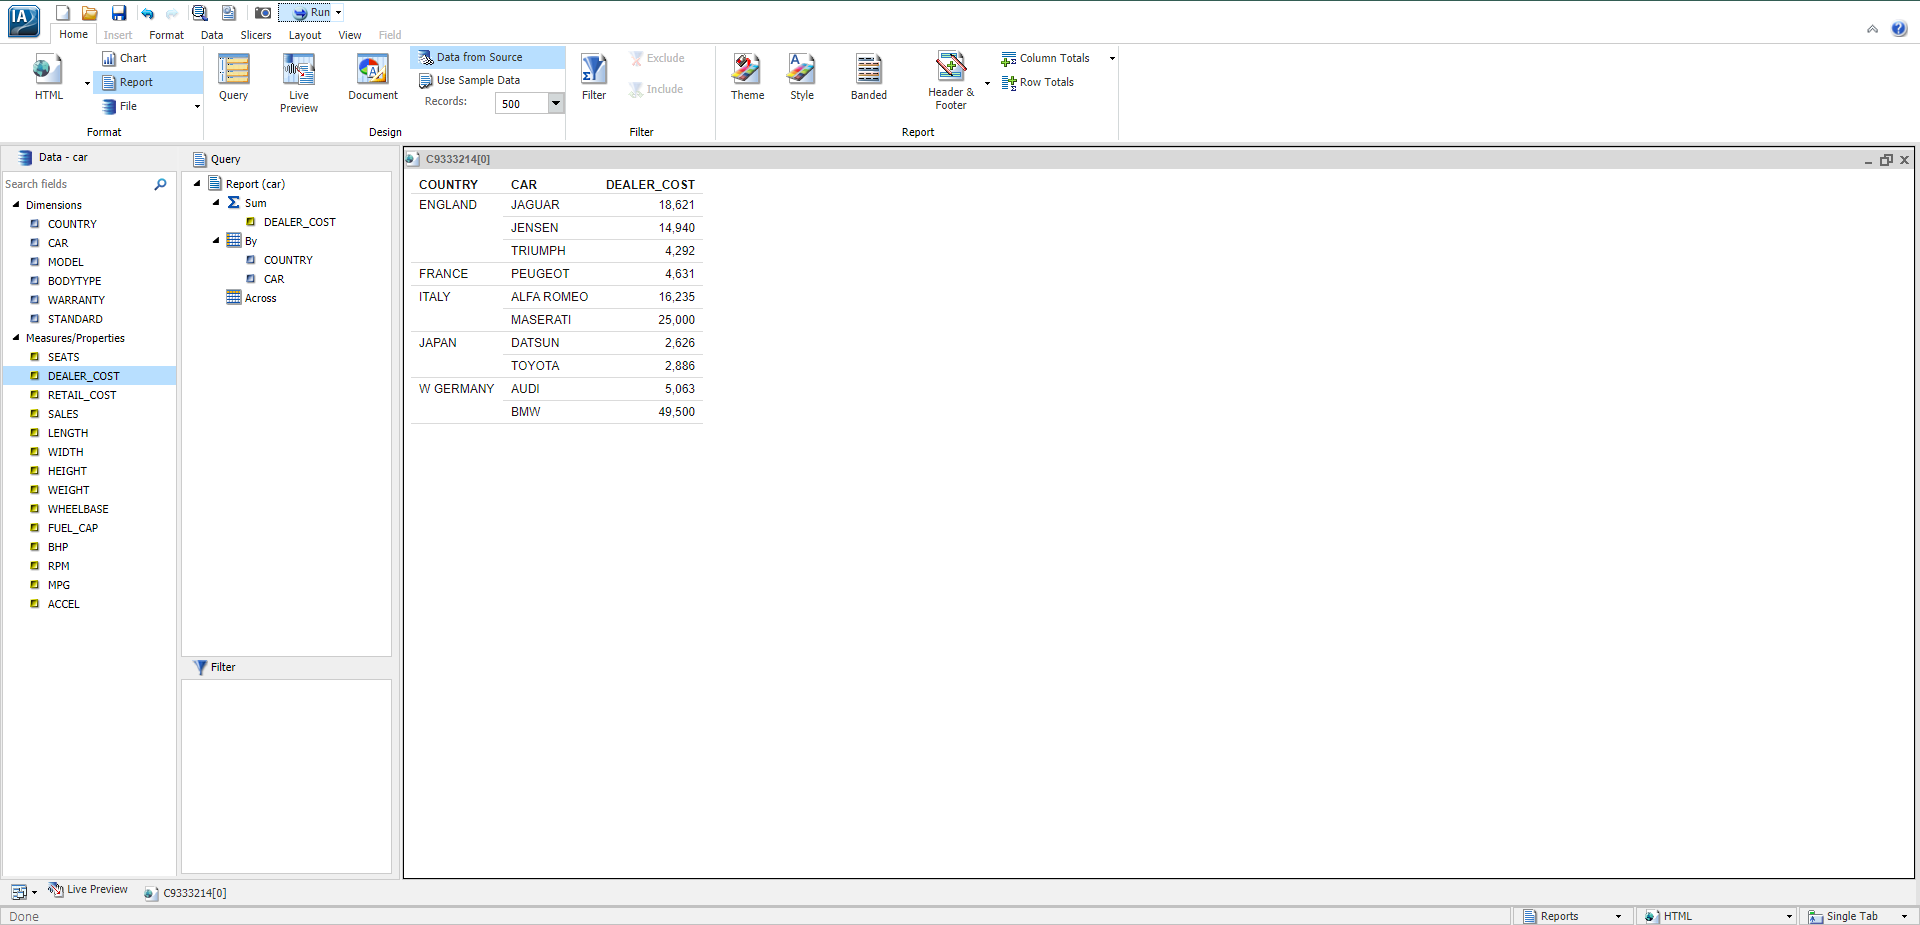 IA
Run
Home Insert Format Data Slicers Layout View Field
HTML
Chart
Report
File
Format
Query
Live Preview
Document
Data from Source
Use Sample Data
Records: 500
Design
Filter
Exclude
Include
Filter
Theme
Style
Banded
Header & Footer
Column Totals
Row Totals
Report
Data - car
Search fields
Dimensions
COUNTRY
CAR
MODEL
BODYTYPE
WARRANTY
STANDARD
Measures/Properties
SEATS
DEALER_COST
RETAIL_COST
SALES
LENGTH
WIDTH
HEIGHT
WEIGHT
WHEELBASE
FUEL_CAP
BHP
RPM
MPG
ACCEL
Query
Report (car)
Sum
DEALER_COST
By
COUNTRY
CAR
Across
Filter
C9333214[0]
COUNTRY CAR DEALER_COST
ENGLAND JAGUAR 18,621
JENSEN 14,940
TRIUMPH 4,292
FRANCE PEUGEOT 4,631
ITALY ALFA ROMEO 16,235
MASERATI 25,000
JAPAN DATSUN 2,626
TOYOTA 2,886
W GERMANY AUDI 5,063
BMW 49,500
Live Preview C9333214[0]
Done Reports HTML Single Tab